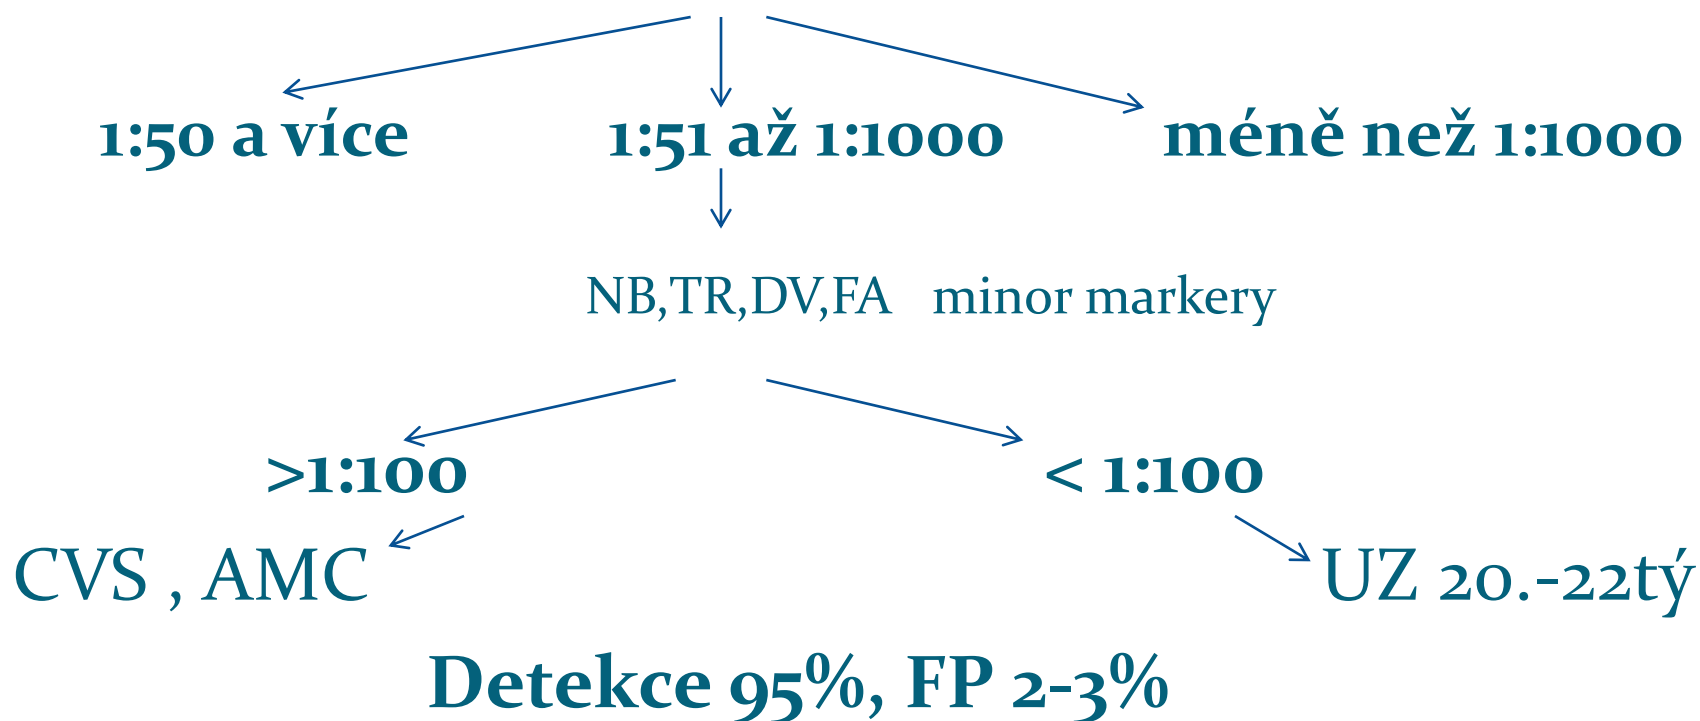 1:50 a více 1:51 až 1:1000 méně než 1:1000
NB,TR,DV,FA minor markery
>1:100 < 1:100
CVS , AMC UZ 20.-22tý
Detekce 95%, FP 2-3%